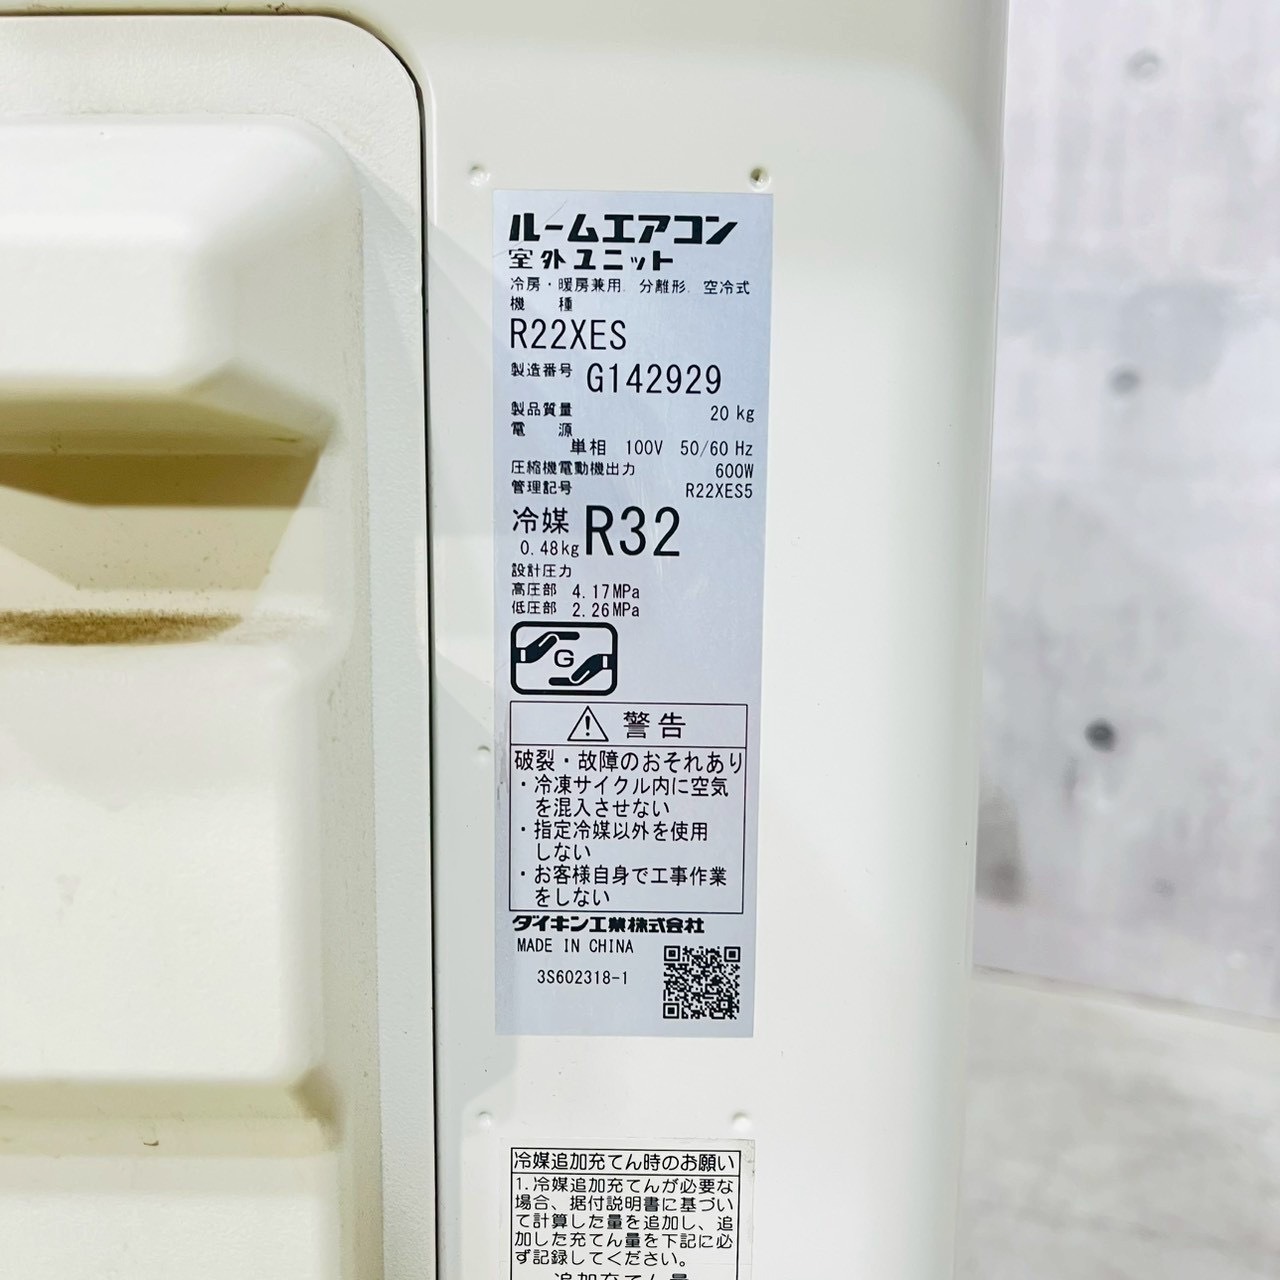 ルームエアコン
室外ユニット
冷房・暖房兼用. 分離形. 空冷式
機 種
R22XES
製造番号 G142929
製品質量 20 kg
電 源
単相 100V 50/60 Hz
圧縮機電動機出力 600W
管理記号 R22XES5
冷媒 R32
0.48kg
設計圧力
高圧部 4.17MPa
低圧部 2.26MPa
G
警告
破裂・故障のおそれあり
・冷凍サイクル内に空気
を混入させない
・指定冷媒以外を使用
しない
・お客様自身で工事作業
をしない
ダイキン工業株式会社
MADE IN CHINA
3S602318-1
冷媒追加充てん時のお願い
1.冷媒追加充てんが必要な
場合、据付説明書に基づい
て計算した量を追加し、追
加した充てん量を下記に必
ず記録してください。
追加充てん量